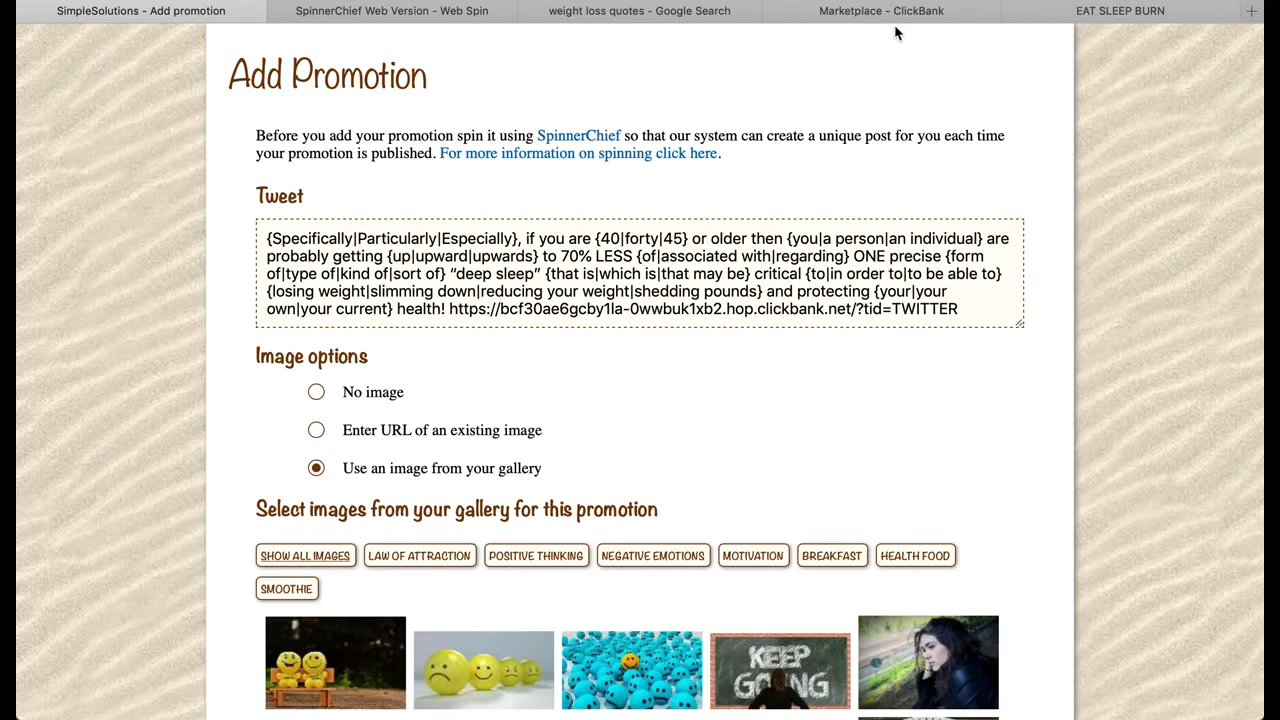 SimpleSolutions - Add promotion
SpinnerChief Web Version - Web Spin
weight loss quotes - Google Search
Marketplace - ClickBank
EAT SLEEP BURN
Add Promotion
Before you add your promotion spin it using SpinnerChief so that our system can create a unique post for you each time
your promotion is published. For more information on spinning click here.
Tweet
{Specifically|Particularly|Especially}, if you are {40|forty|45} or older then {you|a person|an individual} are
probably getting {up|upward|upwards} to 70% LESS {of|associated with|regarding} ONE precise {form
of|type of|kind of|sort of} “deep sleep” {that is|which is|that may be} critical {to|in order to|to be able to}
{losing weight|slimming down|reducing your weight|shedding pounds} and protecting {your|your
own|your current} health! https://bcf30ae6gcby1la-0wwbuk1xb2.hop.clickbank.net/?tid=TWITTER
Image options
No image
Enter URL of an existing image
Use an image from your gallery
Select images from your gallery for this promotion
SHOW ALL IMAGES
LAW OF ATTRACTION
POSITIVE THINKING
NEGATIVE EMOTIONS
MOTIVATION
BREAKFAST
HEALTH FOOD
SMOOTHIE
KEEP
GOING